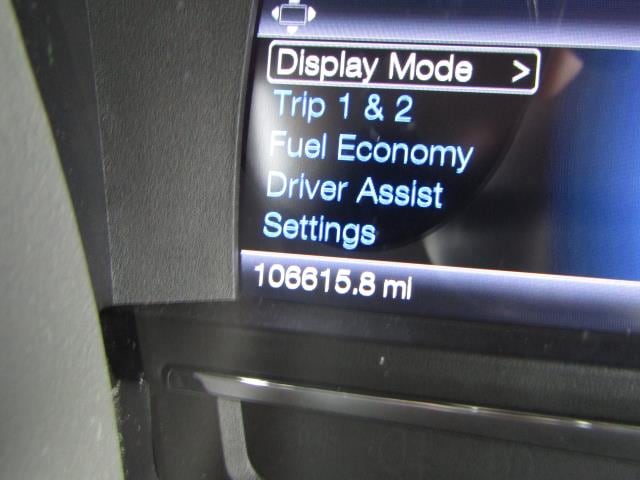 Display Mode >
Trip 1 & 2
Fuel Economy
Driver Assist
Settings
106615.8 mi